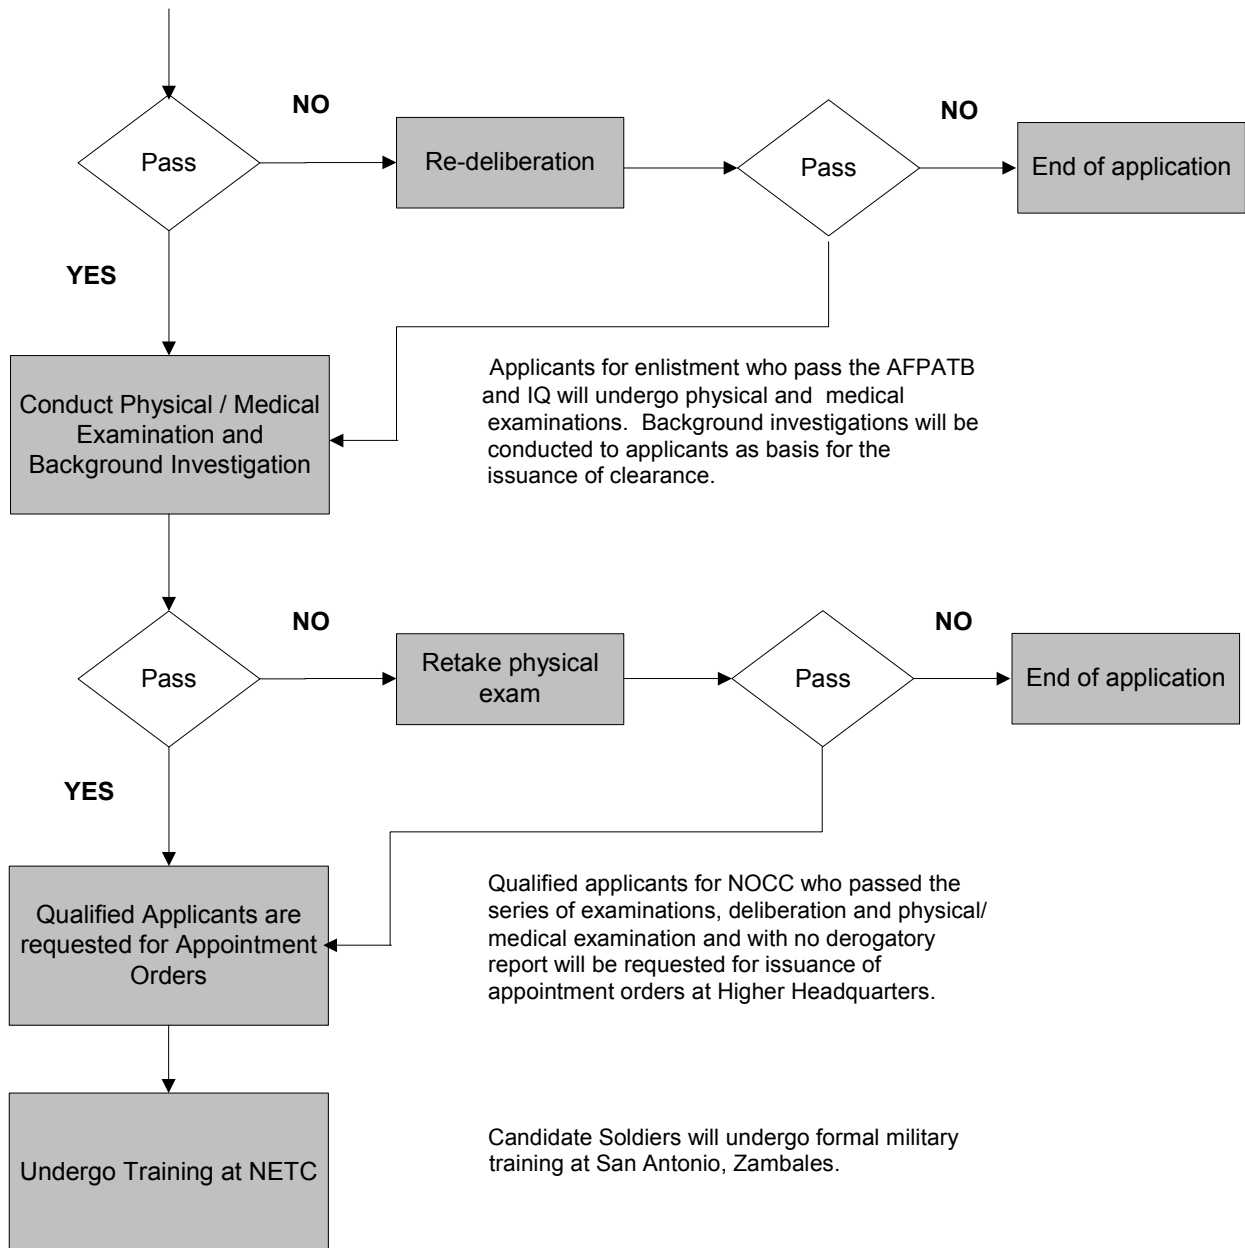 NO
NO
Pass
Re-deliberation
Pass
End of application
YES
Conduct Physical / Medical
Examination and
Background Investigation
Applicants for enlistment who pass the AFPATB
and IQ will undergo physical and medical
examinations. Background investigations will be
conducted to applicants as basis for the
issuance of clearance.
NO
NO
Pass
Retake physical
exam
Pass
End of application
YES
Qualified Applicants are
requested for Appointment
Orders
Qualified applicants for NOCC who passed the
series of examinations, deliberation and physical/
medical examination and with no derogatory
report will be requested for issuance of
appointment orders at Higher Headquarters.
Undergo Training at NETC
Candidate Soldiers will undergo formal military
training at San Antonio, Zambales.